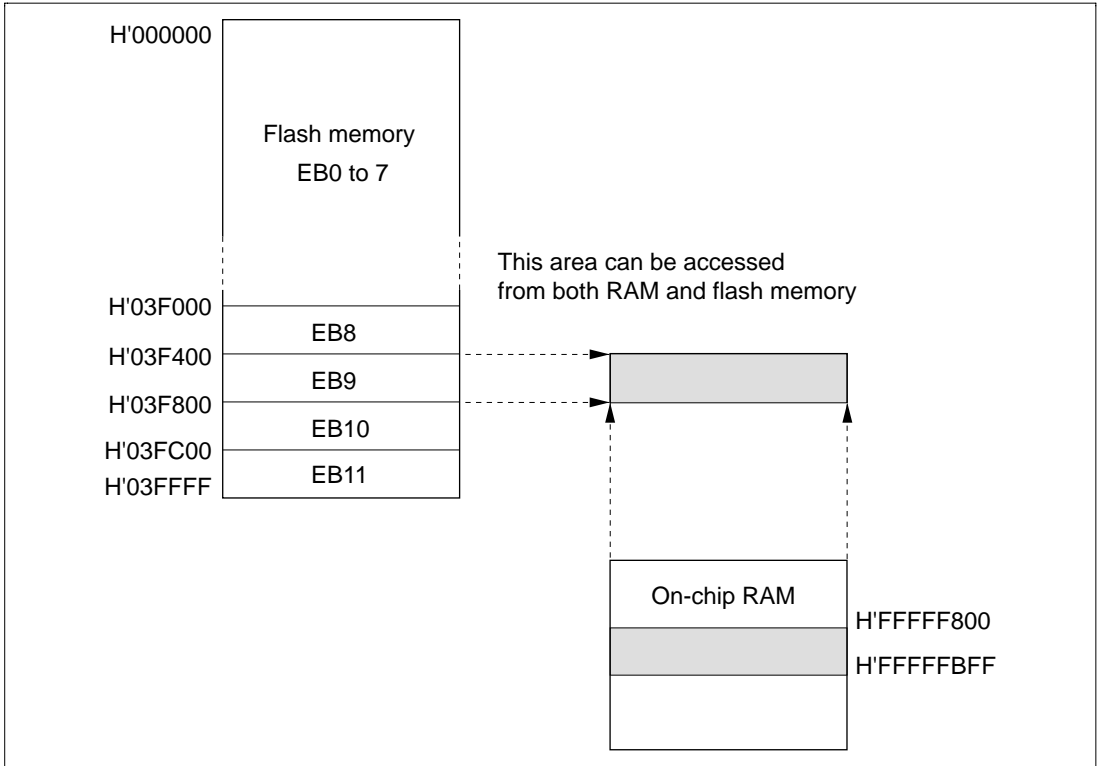 H'000000
Flash memory
EB0 to 7
This area can be accessed
from both RAM and flash memory
H'03F000
EB8
H'03F400
EB9
H'03F800
EB10
H'03FC00
EB11
H'03FFFF
On-chip RAM
H'FFFFF800
H'FFFFFBFF